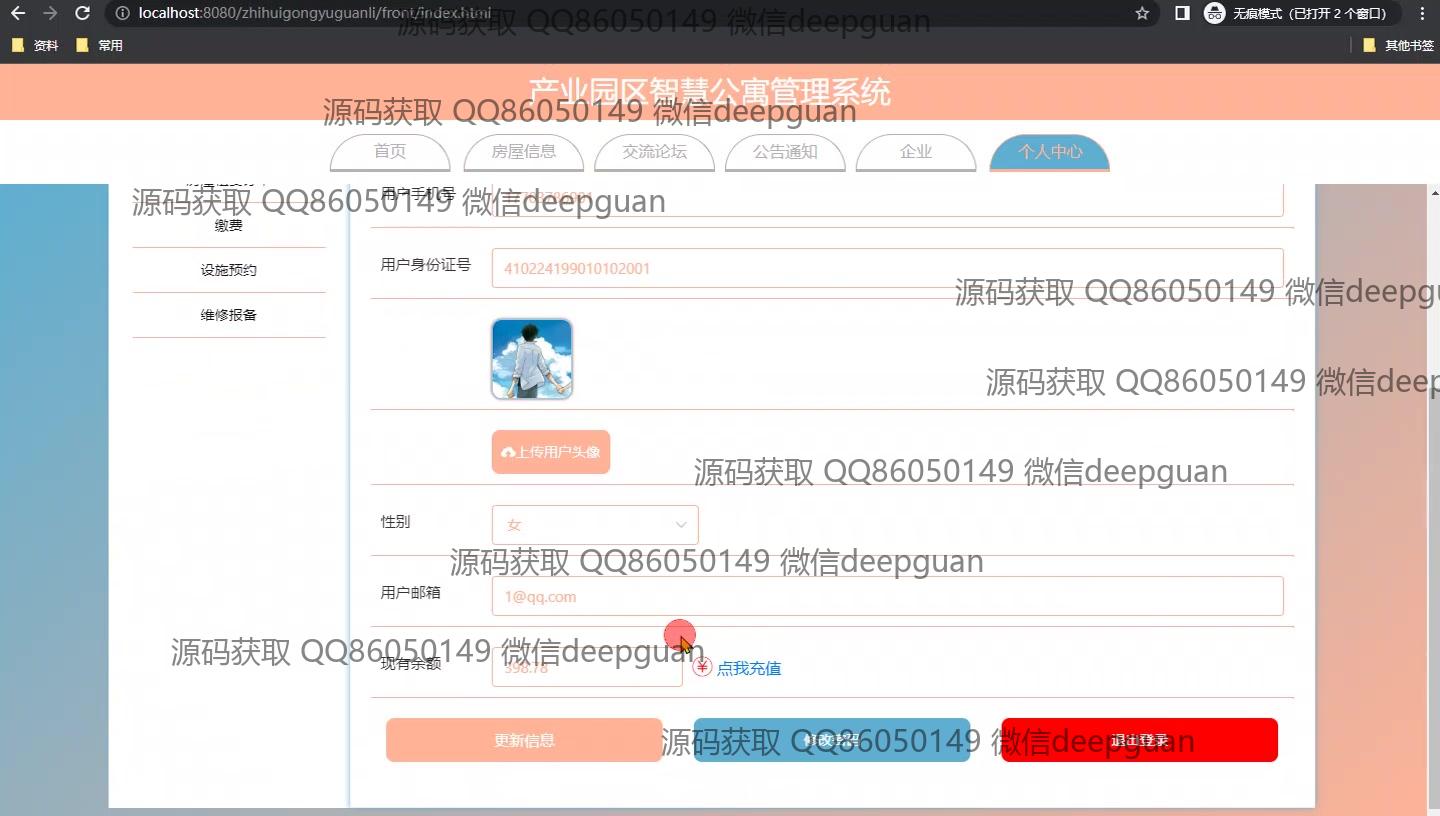 localhost:8080/zhihuigongyuguanli/front/index.html
无痕模式（已打开 2 个窗口）
资料
常用
其他书签
源码获取 QQ86050149 微信deepguan
产业园区智慧公寓管理系统
源码获取 QQ86050149 微信deepguan
首页
房屋信息
交流论坛
公告通知
企业
个人中心
用户手机号
源码获取 QQ86050149 微信deepguan
缴费
设施预约
维修报备
用户身份证号
410224199010102001
源码获取 QQ86050149 微信deepgu
源码获取 QQ86050149 微信deep
上传用户头像
源码获取 QQ86050149 微信deepguan
性别
女
源码获取 QQ86050149 微信deepguan
用户邮箱
1@qq.com
源码获取 QQ86050149 微信deepguan
现有余额
398.78
¥ 点我充值
更新信息
修改密码
退出登录
源码获取 QQ86050149 微信deepguan